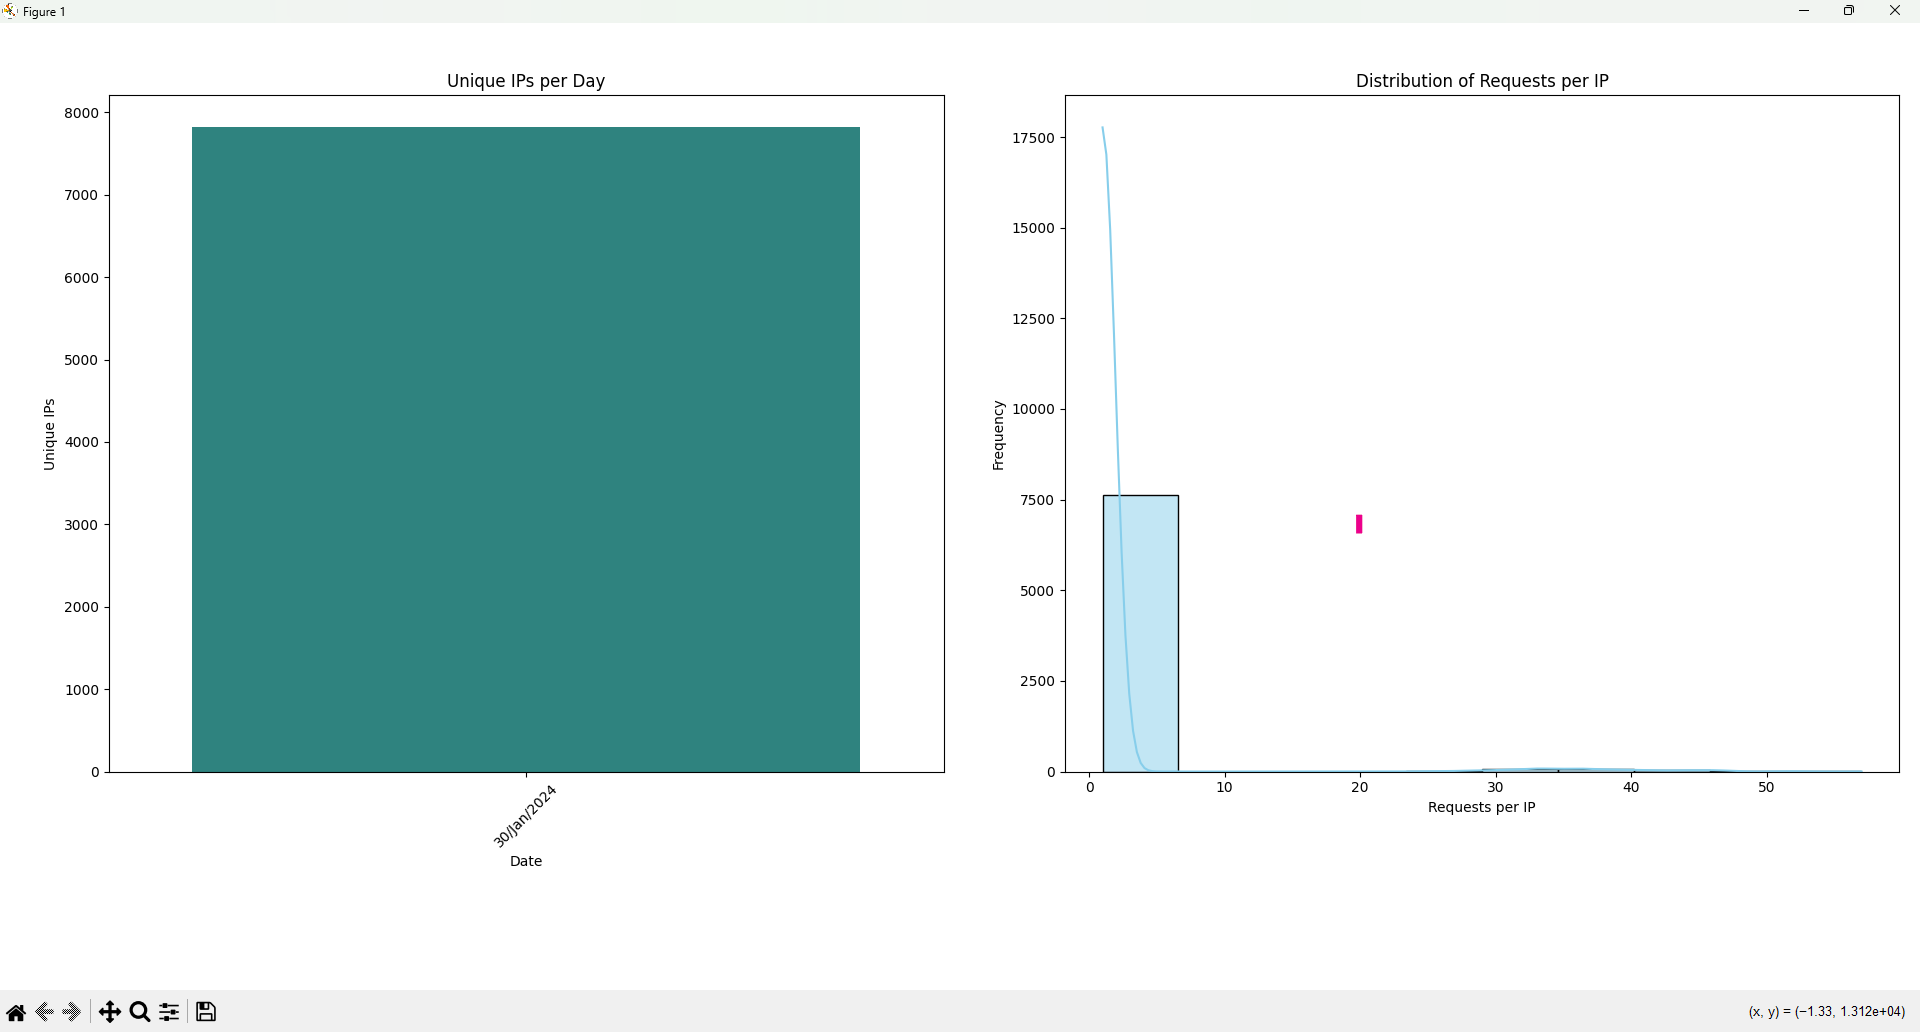 Figure 1
Unique IPs per Day
8000
7000
6000
5000
4000
3000
2000
1000
0
Unique IPs
30/Jan/2024
Date
Distribution of Requests per IP
17500
15000
12500
10000
7500
5000
2500
0
Frequency
0 10 20 30 40 50
Requests per IP
(x, y) = (−1.33, 1.312e+04)